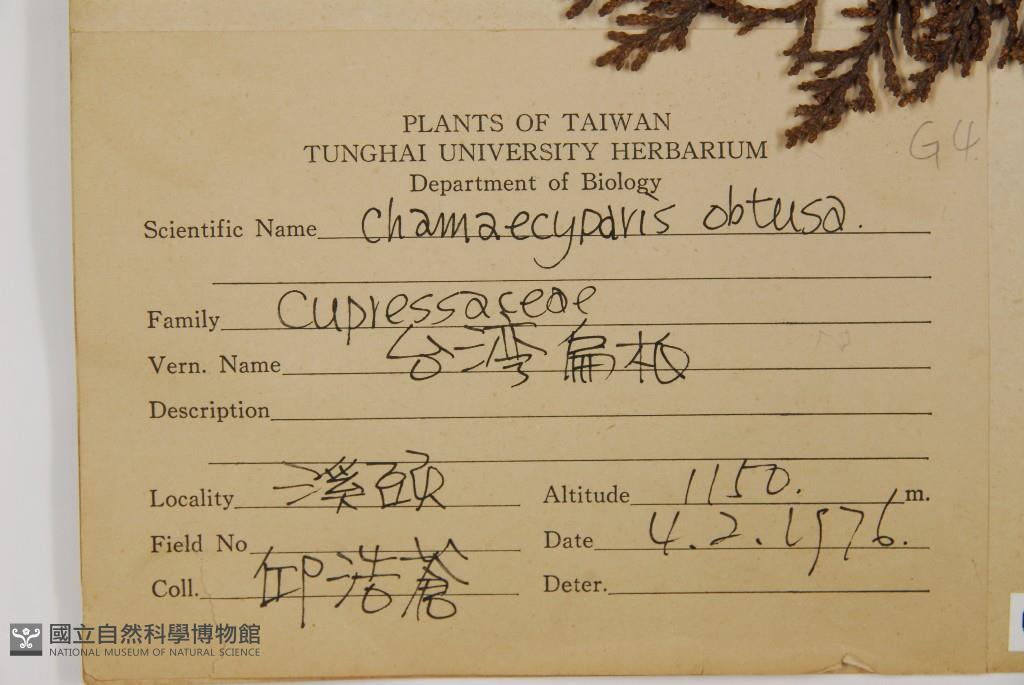 PLANTS OF TAIWAN
TUNGHAI UNIVERSITY HERBARIUM
G4
Department of Biology
Scientific Name Chamaecyparis obtusa.
Family Cupressaceae
Vern. Name 台湾扁柏
Description
Locality 溪頭 Altitude 1150. m.
Field No Date 4.2.1976.
Coll. 邱浩蒼 Deter.
國立自然科學博物館
NATIONAL MUSEUM OF NATURAL SCIENCE